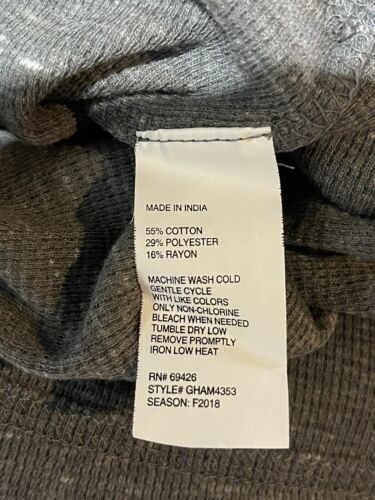 MADE IN INDIA
55% COTTON
29% POLYESTER
16% RAYON
MACHINE WASH COLD
GENTLE CYCLE
WITH LIKE COLORS
ONLY NON-CHLORINE
BLEACH WHEN NEEDED
TUMBLE DRY LOW
REMOVE PROMPTLY
IRON LOW HEAT
RN# 69426
STYLE# GHAM4353
SEASON: F2018